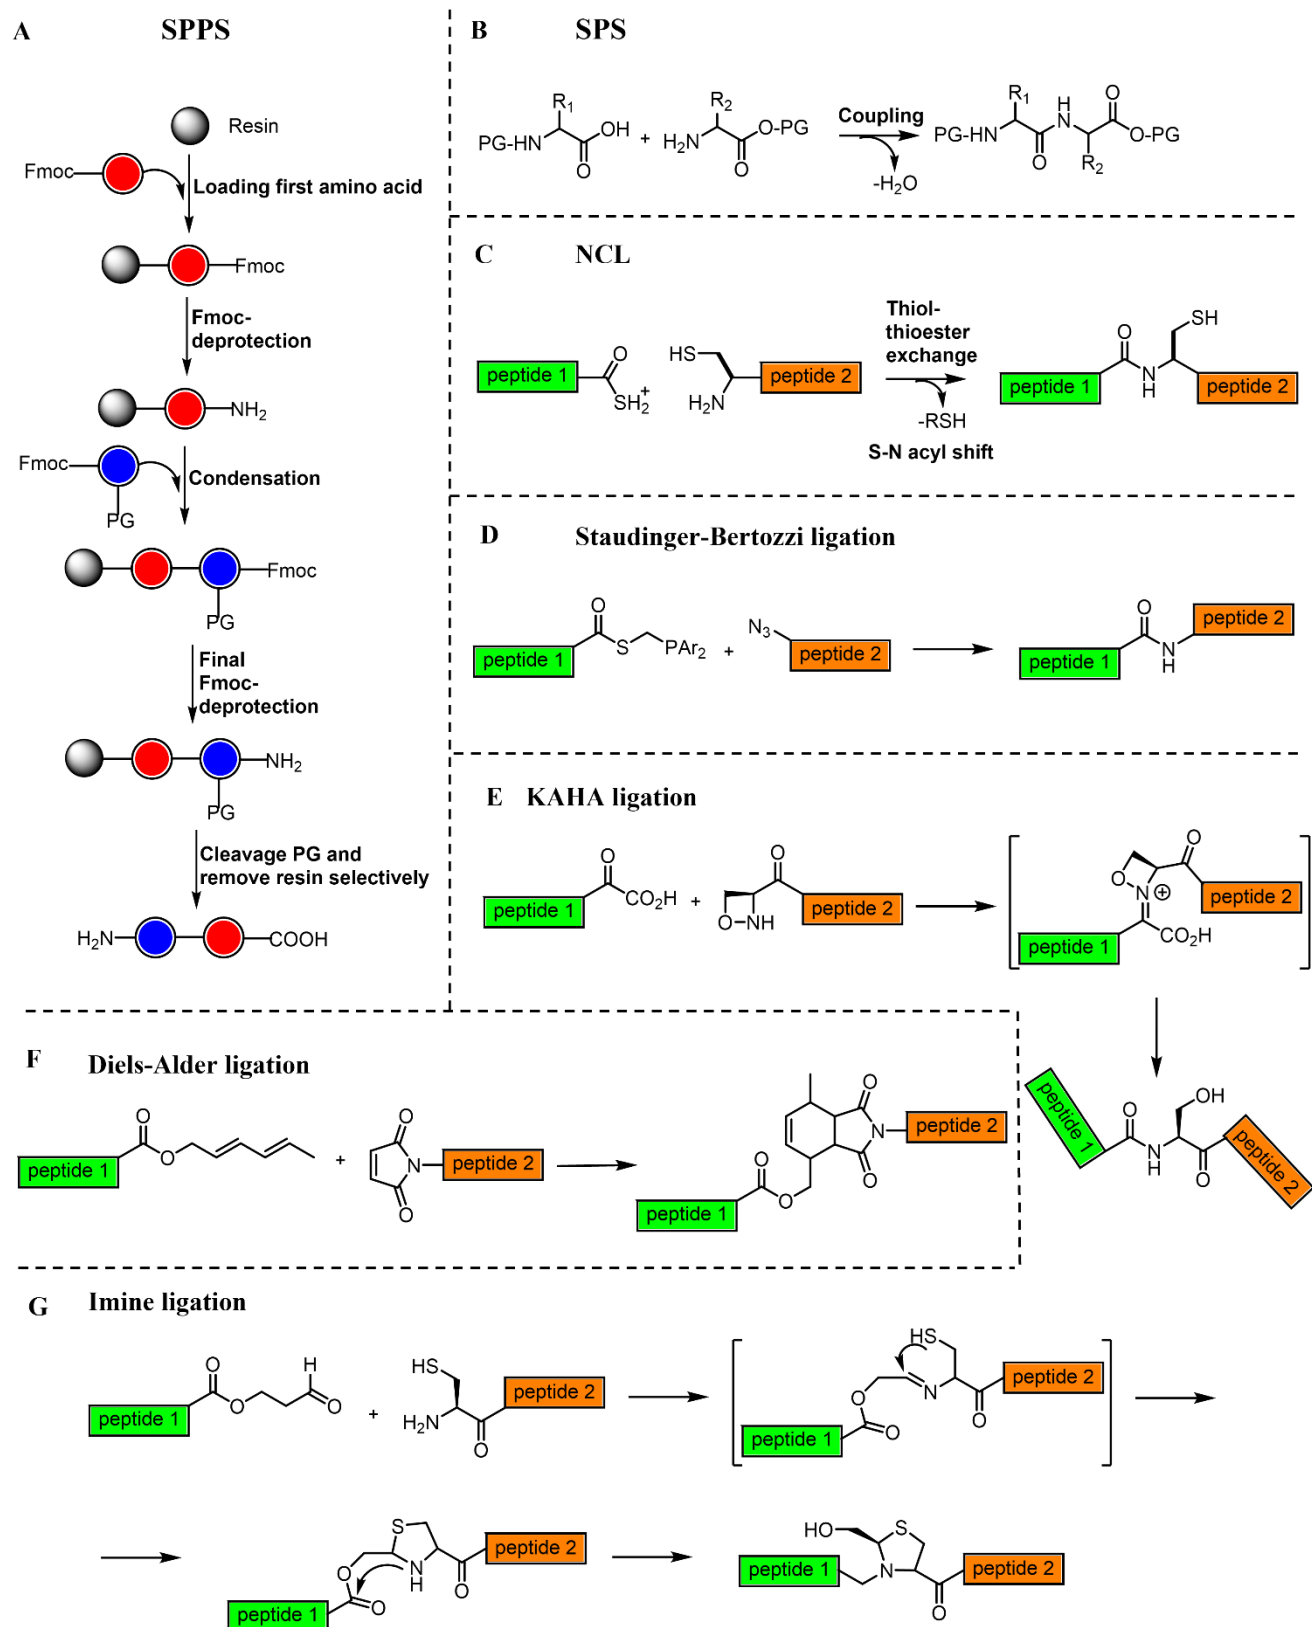 A SPPS
Resin
Fmoc
Loading first amino acid
Fmoc
Fmoc-
deprotection
NH2
Fmoc
Condensation
PG
Fmoc
PG
Final
Fmoc-
deprotection
NH2
PG
Cleavage PG and
remove resin selectively
H2N COOH
B SPS
R1 R2 R1 H O
PG-HN OH + H2N O-PG Coupling PG-HN N O-PG
O O -H2O O R2
C NCL
Thiol-
thioester
exchange
O HS O SH
peptide 1 SH2 + H2N peptide 2 peptide 1 N H peptide 2
-RSH
S-N acyl shift
D Staudinger-Bertozzi ligation
O N3 O peptide 2
peptide 1 S PAr2 + peptide 2 peptide 1 N H
E KAHA ligation
O O O
peptide 1 CO2H + O-NH peptide 2 O N + peptide 2
peptide 1 CO2H
peptide 1 O N H OH O peptide 2
F Diels-Alder ligation
O O O
peptide 1 O + N peptide 2 N peptide 2
O O O
peptide 1 O
G Imine ligation
O H HS HS
peptide 1 O O + H2N peptide 2 N peptide 2
O O O
peptide 1 O
S HO S
peptide 2 peptide 1 N peptide 2
O N H O O
peptide 1 O